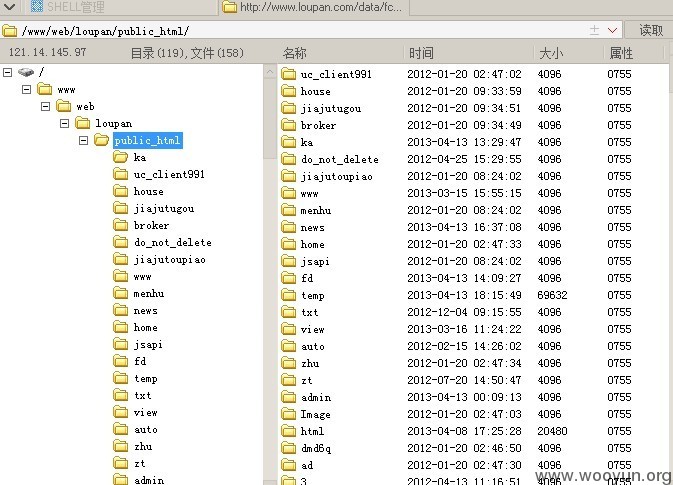 SHELL管理 http://www.loupan.com/data/fc...
/www/web/loupan/public_html/ 读取
121.14.145.97 目录(119),文件(158) 名称 时间 大小 属性
/
www
web
loupan
public_html
ka
uc_client991
house
jiajutugou
broker
do_not_delete
jiajutoupiao
www
menhu
news
home
jsapi
fd
temp
txt
view
auto
zhu
zt
admin
uc_client991 2012-01-20 02:47:02 4096 0755
house 2012-01-20 09:33:59 4096 0755
jiajutugou 2012-01-20 09:34:51 4096 0755
broker 2012-01-20 09:34:49 4096 0755
ka 2013-04-13 13:29:47 4096 0755
do_not_delete 2012-04-25 15:29:55 4096 0755
jiajutoupiao 2012-01-20 08:24:02 4096 0755
www 2013-03-15 15:55:15 4096 0755
menhu 2012-01-20 08:24:02 4096 0755
news 2013-04-13 16:37:08 4096 0755
home 2012-01-20 02:47:33 4096 0755
jsapi 2012-01-20 08:24:02 4096 0755
fd 2013-04-13 14:09:27 4096 0755
temp 2013-04-13 18:15:49 69632 0755
txt 2012-12-04 09:15:55 4096 0755
view 2013-03-16 11:24:22 4096 0755
auto 2012-02-15 14:26:02 4096 0755
zhu 2012-01-20 02:47:34 4096 0755
zt 2012-07-20 14:50:47 4096 0755
admin 2013-04-13 00:09:13 4096 0755
Image 2012-01-20 02:47:03 4096 0755
html 2013-04-08 17:25:28 20480 0755
dmd6q 2012-01-20 02:46:50 4096 0755
ad 2012-01-20 02:47:30 4096 0755
3 2013-04-13 11:16:51 4096 0755
www.wooyun.org